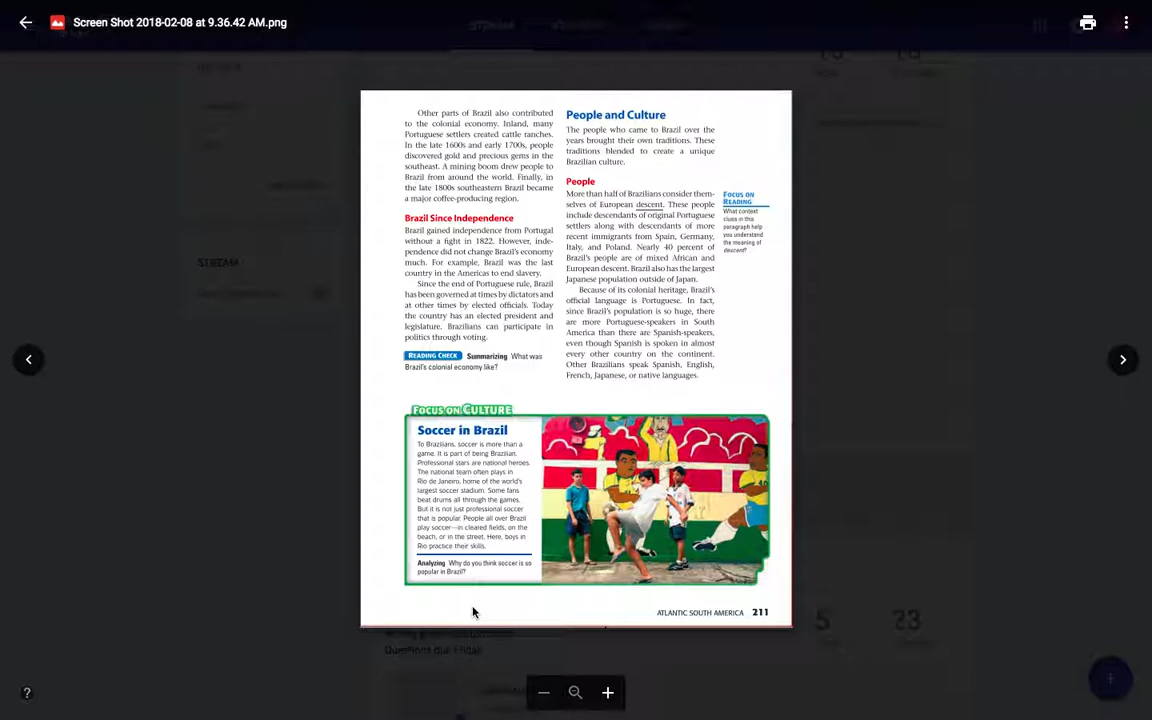 Screen Shot 2018-02-08 at 9.36.42 AM.png
Other parts of Brazil also contributed
to the colonial economy. Inland, many
Portuguese settlers created cattle ranches.
In the late 1600s and early 1700s, people
discovered gold and precious gems in the
southeast. A mining boom drew people to
Brazil from around the world. Finally, in
the late 1800s southeastern Brazil became
a major coffee-producing region.
Brazil Since Independence
Brazil gained independence from Portugal
without a fight in 1822. However, inde-
pendence did not change Brazil's economy
much. For example, Brazil was the last
country in the Americas to end slavery.
Since the end of Portuguese rule, Brazil
has been governed at times by dictators and
at other times by elected officials. Today
the country has an elected president and
legislature. Brazilians can participate in
politics through voting.
READING CHECK Summarizing What was
Brazil's colonial economy like?
People and Culture
The people who came to Brazil over the
years brought their own traditions. These
traditions blended to create a unique
Brazilian culture.
People
More than half of Brazilians consider them-
selves of European descent. These people
include descendants of original Portuguese
settlers along with descendants of more
recent immigrants from Spain, Germany,
Italy, and Poland. Nearly 40 percent of
Brazil's people are of mixed African and
European descent. Brazil also has the largest
Japanese population outside of Japan.
Because of its colonial heritage, Brazil's
official language is Portuguese. In fact,
since Brazil's population is so huge, there
are more Portuguese-speakers in South
America than there are Spanish-speakers,
even though Spanish is spoken in almost
every other country on the continent.
Other Brazilians speak Spanish, English,
French, Japanese, or native languages.
FOCUS ON
READING
What context
clues in this
paragraph help
you understand
the meaning of
descent?
FOCUS ON CULTURE
Soccer in Brazil
To Brazilians, soccer is more than a
game. It is part of being Brazilian.
Professional stars are national heroes.
The national team often plays in
Rio de Janeiro, home of the world's
largest soccer stadium. Some fans
beat drums all through the games.
But it is not just professional soccer
that is popular. People all over Brazil
play soccer—in cleared fields, on the
beach, or in the street. Here, boys in
Rio practice their skills.
Analyzing Why do you think soccer is so
popular in Brazil?
ATLANTIC SOUTH AMERICA 211
STREAM
5 23
Questions due Friday
?